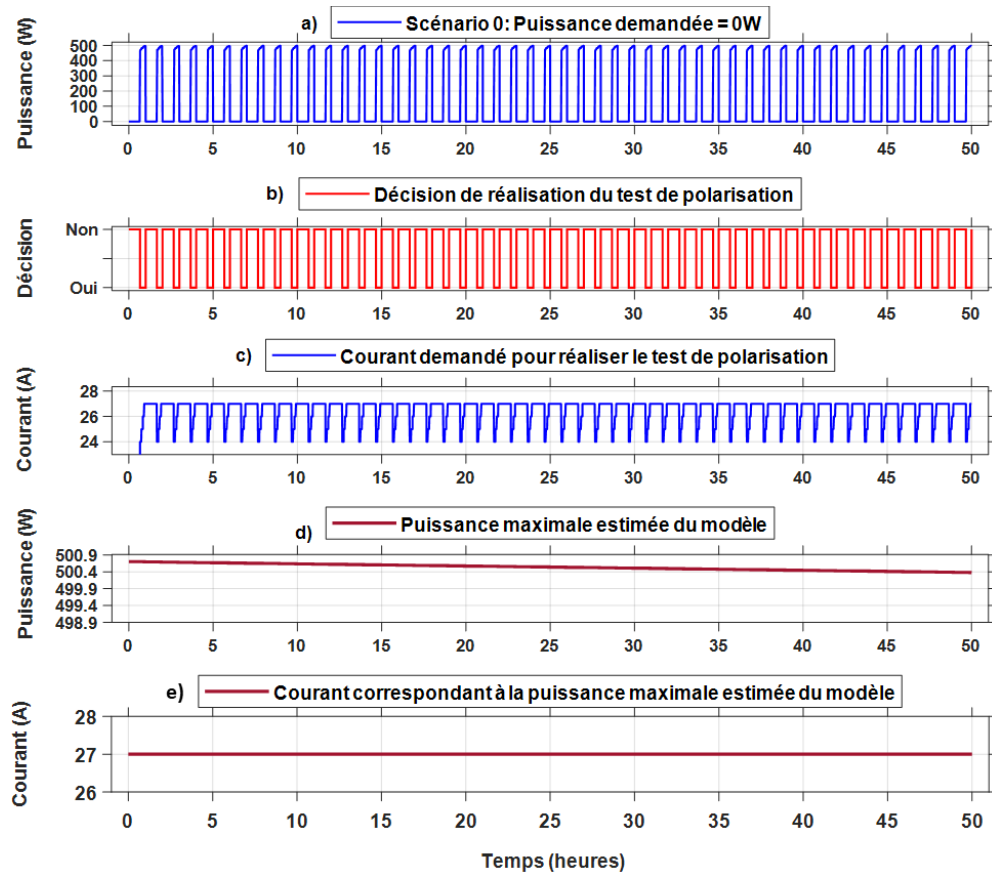 a) Scénario 0: Puissance demandée = 0W
Puissance (W)
500
400
300
200
100
0
0 5 10 15 20 25 30 35 40 45 50
b) Décision de réalisation du test de polarisation
Décision
Non
Oui
0 5 10 15 20 25 30 35 40 45 50
c) Courant demandé pour réaliser le test de polarisation
Courant (A)
28
26
24
0 5 10 15 20 25 30 35 40 45 50
d) Puissance maximale estimée du modèle
Puissance (W)
500.9
500.4
499.9
499.4
498.9
0 5 10 15 20 25 30 35 40 45 50
e) Courant correspondant à la puissance maximale estimée du modèle
Courant (A)
28
27
26
0 5 10 15 20 25 30 35 40 45 50
Temps (heures)